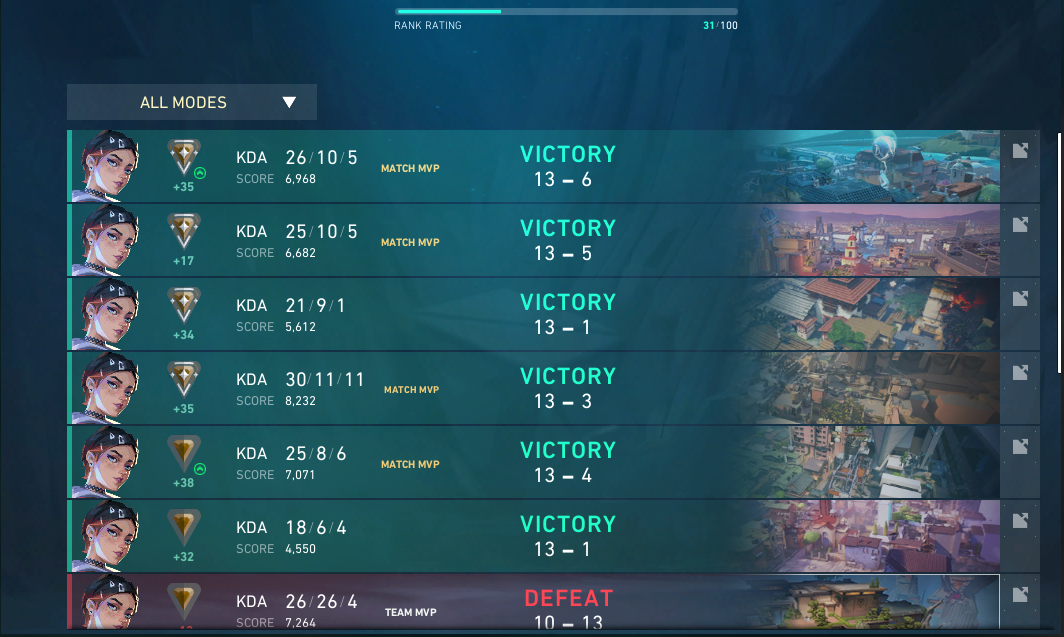 RANK RATING 31/100
ALL MODES
KDA 26/10/5
VICTORY
MATCH MVP
+35
SCORE 6,968
13 – 6
KDA 25/10/5
VICTORY
MATCH MVP
+17
SCORE 6,682
13 – 5
KDA 21/9/1
VICTORY
+34
SCORE 5,612
13 – 1
KDA 30/11/11
VICTORY
MATCH MVP
+35
SCORE 8,232
13 – 3
KDA 25/8/6
VICTORY
MATCH MVP
+38
SCORE 7,071
13 – 4
KDA 18/6/4
VICTORY
+32
SCORE 4,550
13 – 1
KDA 26/26/4
DEFEAT
TEAM MVP
SCORE 7,264
10 – 13